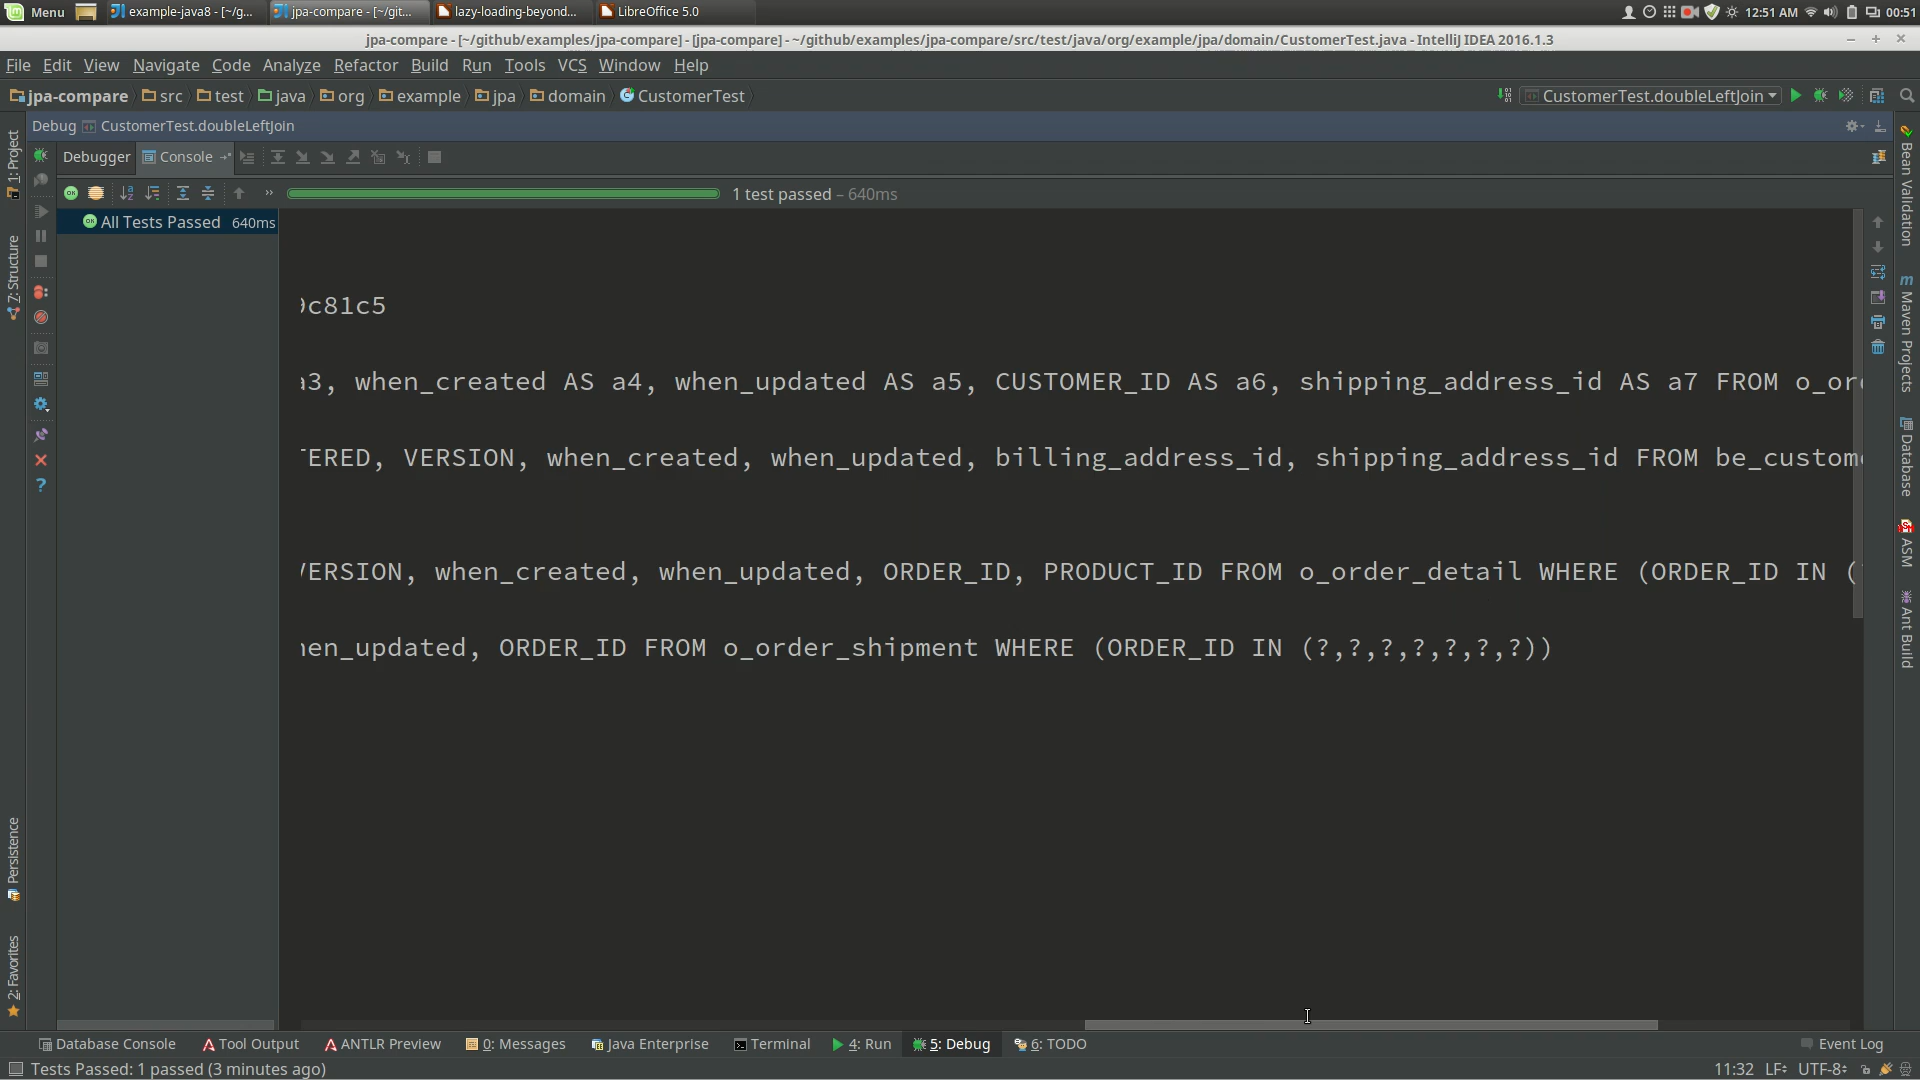 Menu
example-java8 - [~/g...
jpa-compare - [~/git...
lazy-loading-beyond...
LibreOffice 5.0
12:51 AM
00:51
jpa-compare - [~/github/examples/jpa-compare] - [jpa-compare] - ~/github/examples/jpa-compare/src/test/java/org/example/jpa/domain/CustomerTest.java - IntelliJ IDEA 2016.1.3
File Edit View Navigate Code Analyze Refactor Build Run Tools VCS Window Help
jpa-compare src test java org example jpa domain CustomerTest
CustomerTest.doubleLeftJoin
Debug CustomerTest.doubleLeftJoin
Debugger Console
1 test passed – 640ms
All Tests Passed 640ms
c81c5
3, when_created AS a4, when_updated AS a5, CUSTOMER_ID AS a6, shipping_address_id AS a7 FROM o_or
ERED, VERSION, when_created, when_updated, billing_address_id, shipping_address_id FROM be_custom
ERSION, when_created, when_updated, ORDER_ID, PRODUCT_ID FROM o_order_detail WHERE (ORDER_ID IN (
en_updated, ORDER_ID FROM o_order_shipment WHERE (ORDER_ID IN (?,?,?,?,?,?,?))
1: Project
7: Structure
Persistence
2: Favorites
Bean Validation
Maven Projects
Database
ASM
Ant Build
Database Console Tool Output ANTLR Preview 0: Messages Java Enterprise Terminal 4: Run 5: Debug 6: TODO Event Log
Tests Passed: 1 passed (3 minutes ago)
11:32 LF UTF-8